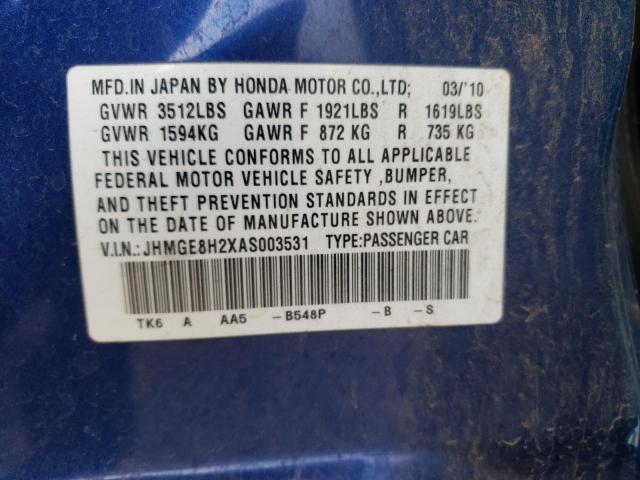 MFD.IN JAPAN BY HONDA MOTOR CO.,LTD; 03/'10
GVWR 3512LBS GAWR F 1921LBS R 1619LBS
GVWR 1594KG GAWR F 872 KG R 735 KG
THIS VEHICLE CONFORMS TO ALL APPLICABLE
FEDERAL MOTOR VEHICLE SAFETY ,BUMPER,
AND THEFT PREVENTION STANDARDS IN EFFECT
ON THE DATE OF MANUFACTURE SHOWN ABOVE.
V.I.N.:JHMGE8H2XAS003531 TYPE:PASSENGER CAR
TK6 A AA5 -B548P -B -S